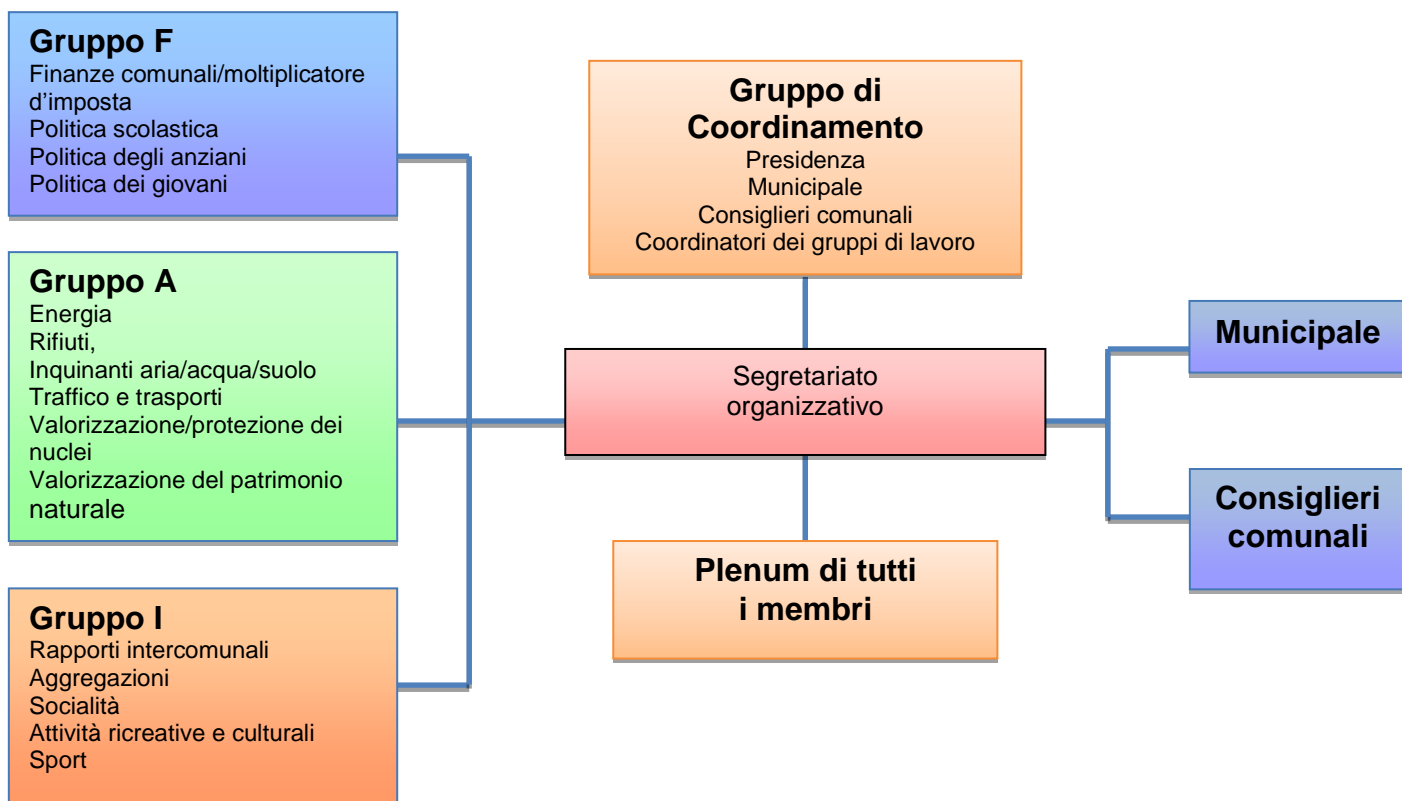 Gruppo F
Finanze comunali/moltiplicatore
d’imposta
Politica scolastica
Politica degli anziani
Politica dei giovani
Gruppo A
Energia
Rifiuti,
Inquinanti aria/acqua/suolo
Traffico e trasporti
Valorizzazione/protezione dei
nuclei
Valorizzazione del patrimonio
naturale
Gruppo I
Rapporti intercomunali
Aggregazioni
Socialità
Attività ricreative e culturali
Sport
Gruppo di
Coordinamento
Presidenza
Municipale
Consiglieri comunali
Coordinatori dei gruppi di lavoro
Segretariato
organizzativo
Plenum di tutti
i membri
Municipale
Consiglieri
comunali